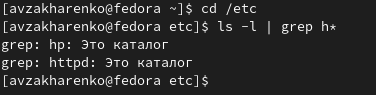 [avzakharenko@fedora ~]$ cd /etc
[avzakharenko@fedora etc]$ ls -l | grep h*
grep: hp: Это каталог
grep: httpd: Это каталог
[avzakharenko@fedora etc]$